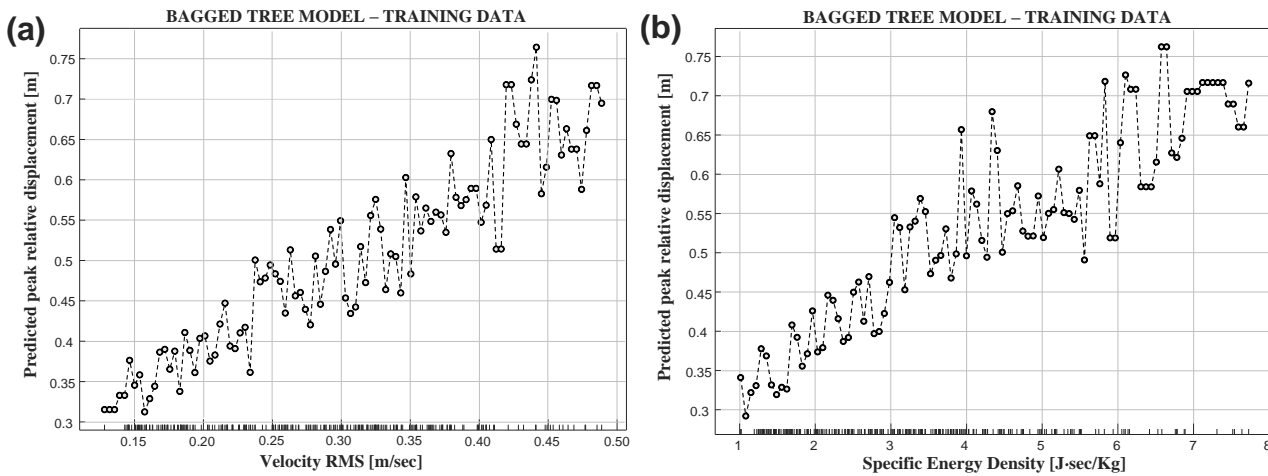 BAGGED TREE MODEL – TRAINING DATA
(a)
Predicted peak relative displacement [m]
0.75
0.7
0.65
0.6
0.55
0.5
0.45
0.4
0.35
0.3
0.15 0.20 0.25 0.30 0.35 0.40 0.45 0.50
Velocity RMS [m/sec]
BAGGED TREE MODEL – TRAINING DATA
(b)
Predicted peak relative displacement [m]
0.75
0.7
0.65
0.6
0.55
0.5
0.45
0.4
0.35
0.3
1 2 3 4 5 6 7 8
Specific Energy Density [J·sec/Kg]